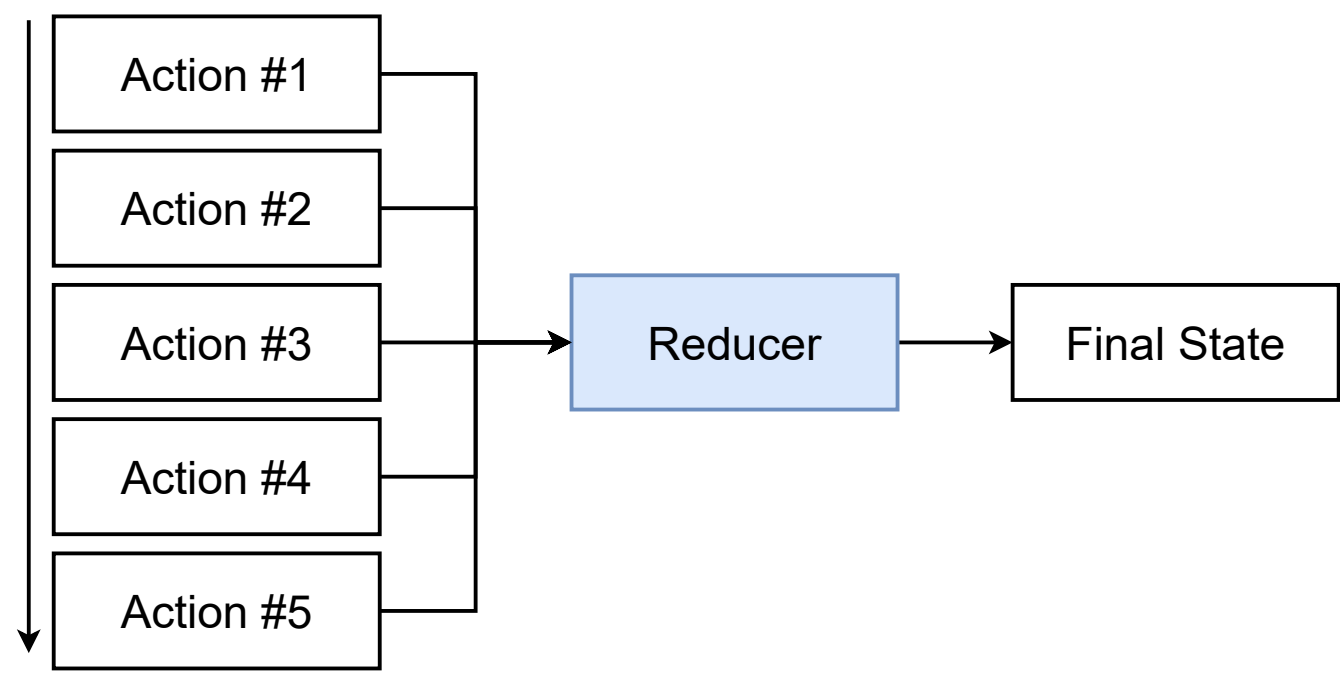 Action #1
Action #2
Action #3
Action #4
Action #5
Reducer
Final State